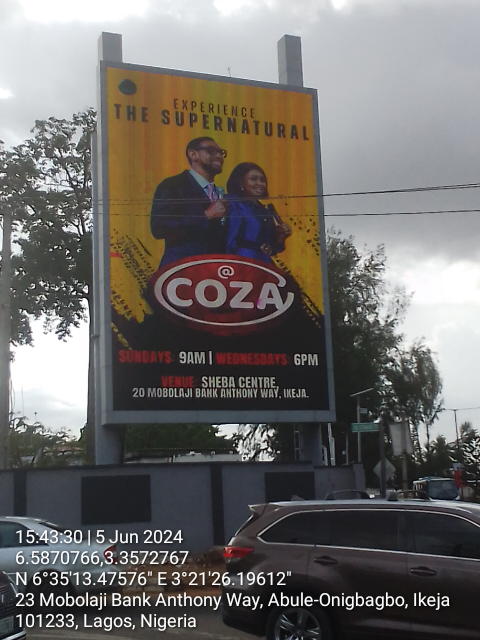 EXPERIENCE
THE SUPERNATURAL
@
COZA
SUNDAYS: 9AM | WEDNESDAYS: 6PM
VENUE: SHEBA CENTRE,
20 MOBOLAJI BANK ANTHONY WAY, IKEJA.
15:43:30 | 5 Jun 2024
6.5870766,3.3572767
N 6°35'13.47576" E 3°21'26.19612"
23 Mobolaji Bank Anthony Way, Abule-Onigbagbo, Ikeja
101233, Lagos, Nigeria